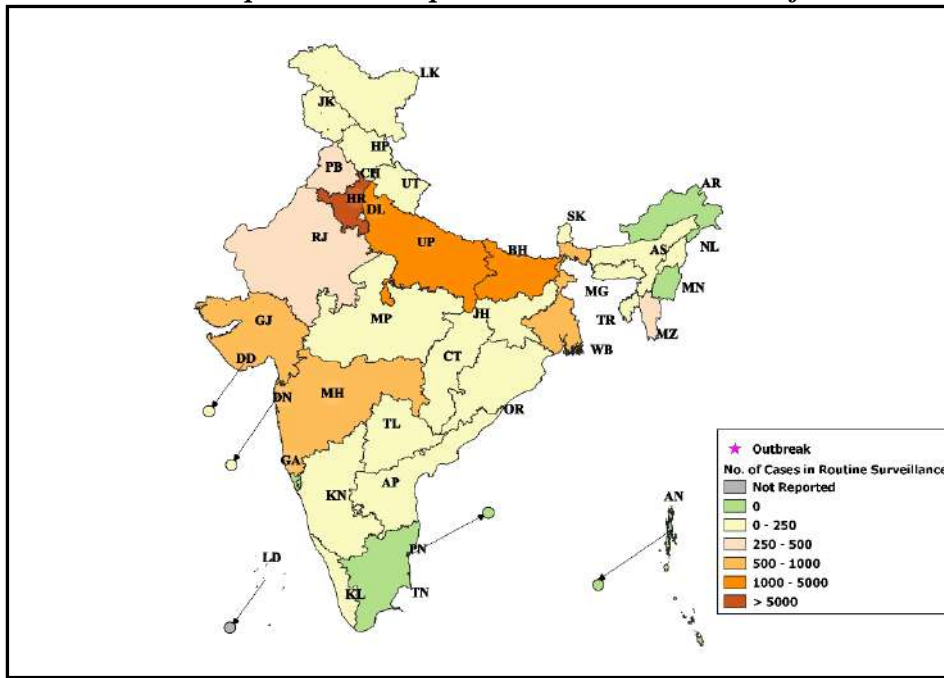 LK
JK
HP
PB
CH
UT
HR
DL
AR
SK
RJ
UP
BH
AS
NL
MG
MN
GJ
MP
JH
TR
MZ
DD
CT
WB
DN
MH
OR
TL
GA
KN
AP
AN
LD
PN
KL
TN
Outbreak
No. of Cases in Routine Surveillance
Not Reported
0
0 - 250
250 - 500
500 - 1000
1000 - 5000
> 5000